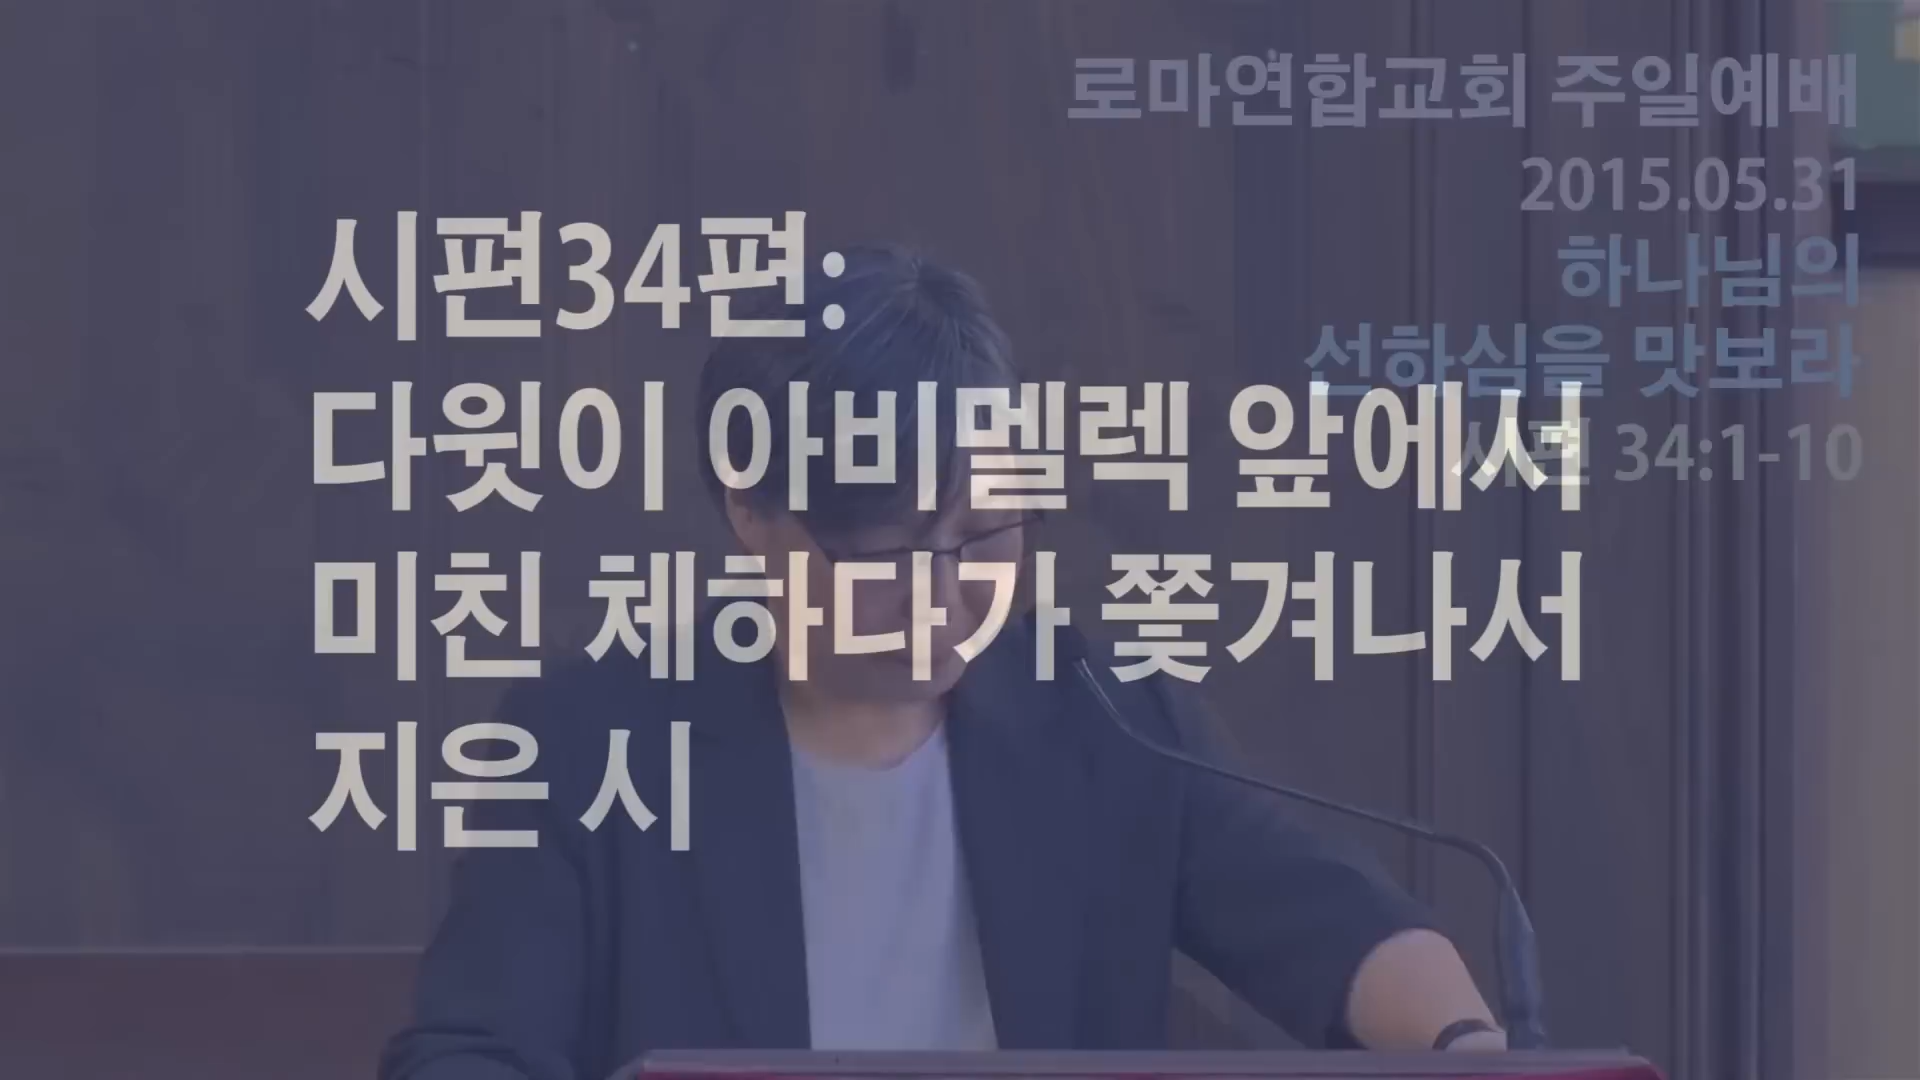 로마연합교회 주일예배
2015.05.31
하나님의
선하심을 맛보라
시편 34:1-10
시편34편:
다윗이 아비멜렉 앞에서
미친 체하다가 쫓겨나서
지은 시